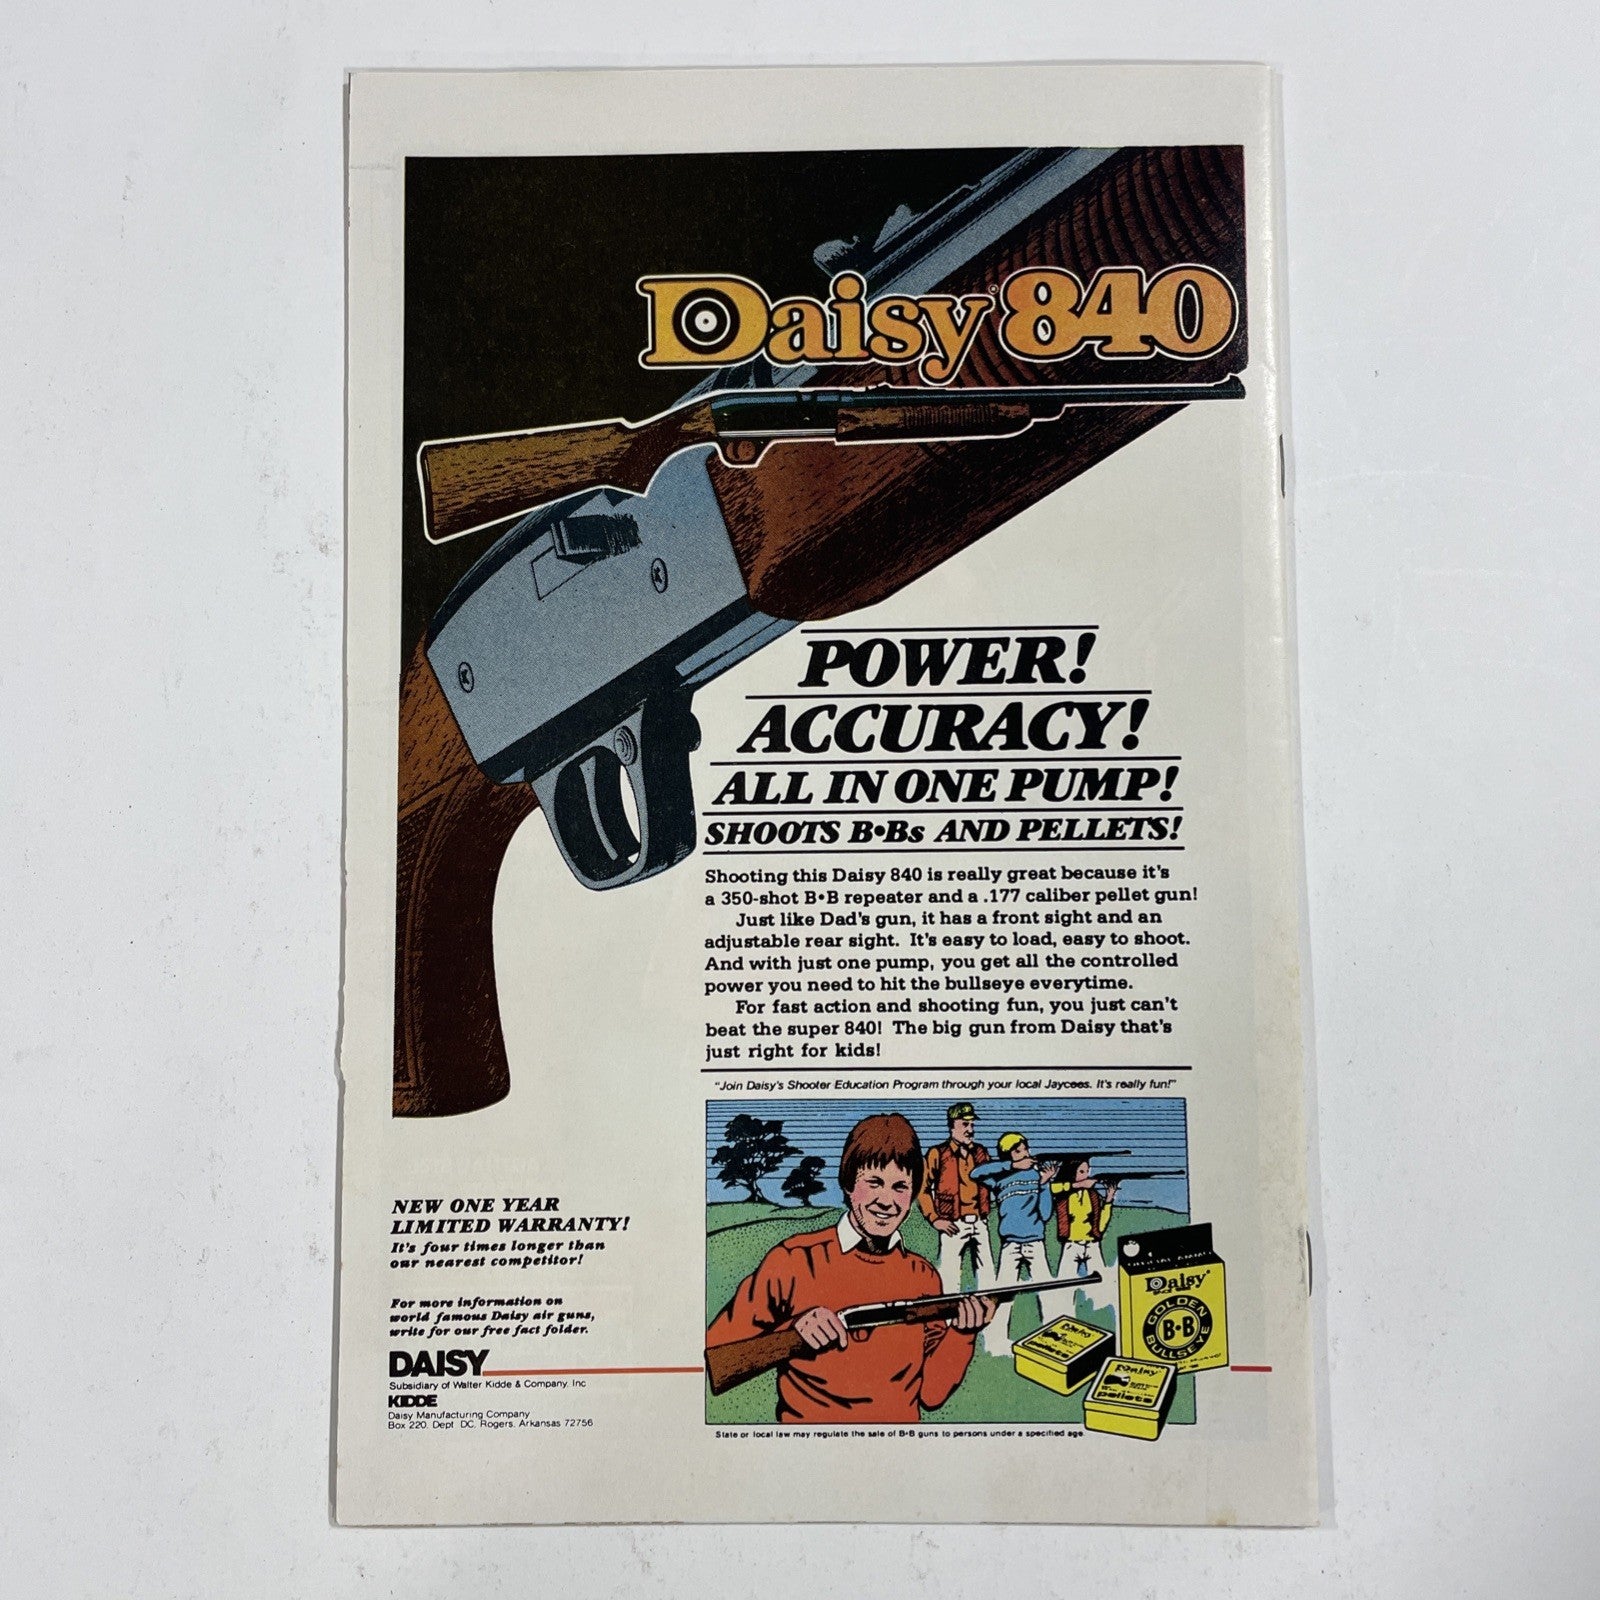 Daisy® 840
POWER!
ACCURACY!
ALL IN ONE PUMP!
SHOOTS B•Bs AND PELLETS!
Shooting this Daisy 840 is really great because it's
a 350-shot B•B repeater and a .177 caliber pellet gun!
Just like Dad's gun, it has a front sight and an
adjustable rear sight. It's easy to load, easy to shoot.
And with just one pump, you get all the controlled
power you need to hit the bullseye everytime.
For fast action and shooting fun, you just can't
beat the super 840! The big gun from Daisy that's
just right for kids!
"Join Daisy's Shooter Education Program through your local Jaycees. It's really fun!"
NEW ONE YEAR
LIMITED WARRANTY!
It's four times longer than
our nearest competitor!
For more information on
world famous Daisy air guns,
write for our free fact folder.
DAISY
Subsidiary of Walter Kidde & Company, Inc
KIDDE
Daisy Manufacturing Company
Box 220, Dept DC, Rogers, Arkansas 72756
Daisy®
GOLDEN
B•B
BULLSEYE
Daisy
pellets
Daisy
pellets
State or local law may regulate the sale of B•B guns to persons under a specified age.